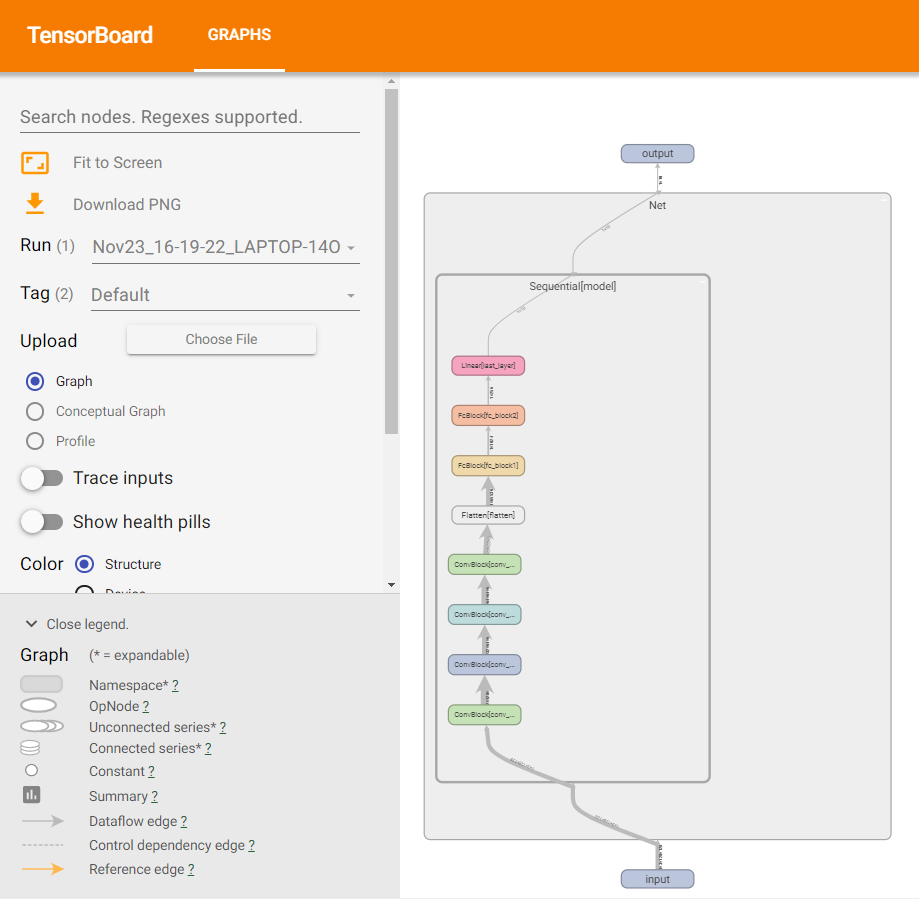 TensorBoard
GRAPHS
Search nodes. Regexes supported.
Fit to Screen
Download PNG
Run (1) Nov23_16-19-22_LAPTOP-14O
Tag (2) Default
Upload
Choose File
Graph
Conceptual Graph
Profile
Trace inputs
Show health pills
Color
Structure
Device
Close legend.
Graph (* = expandable)
Namespace* ?
OpNode ?
Unconnected series* ?
Connected series* ?
Constant ?
Summary ?
Dataflow edge ?
Control dependency edge ?
Reference edge ?
output
Net
Sequential[model]
Linear[last_layer]
FcBlock[fc_block2]
FcBlock[fc_block1]
Flatten[flatten]
ConvBlock[conv_...
ConvBlock[conv_...
ConvBlock[conv_...
ConvBlock[conv_...
input